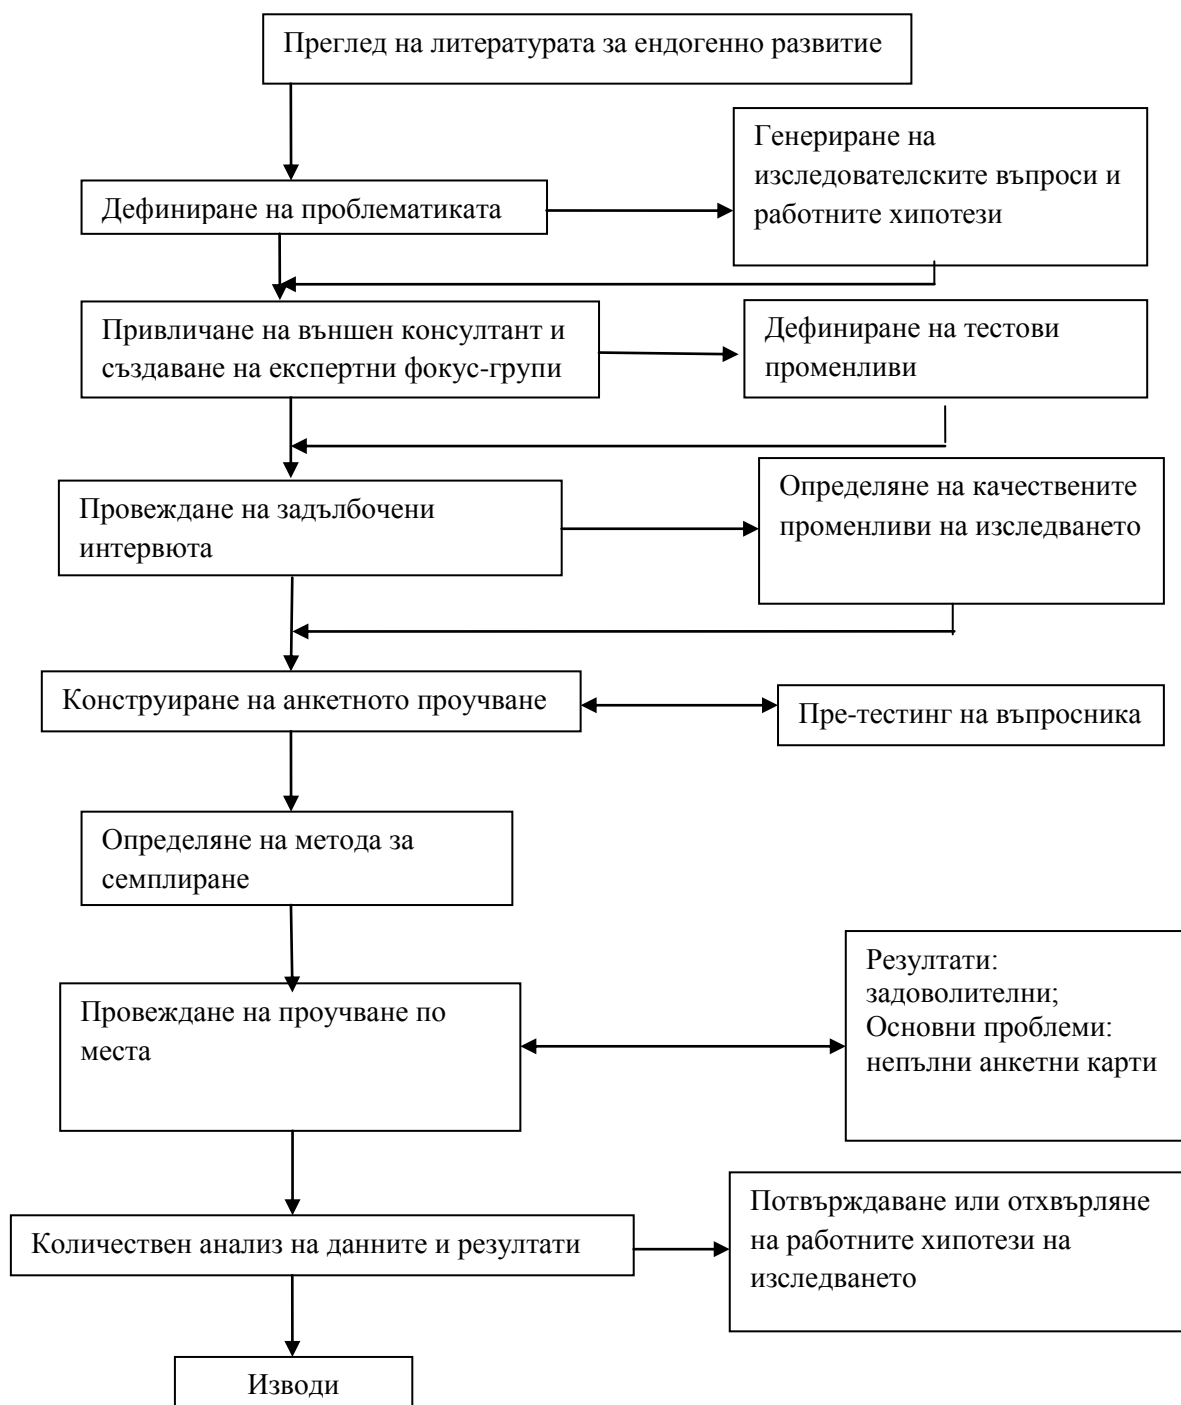 Преглед на литературата за ендогенно развитие
Генериране на
изследователските въпроси и
работните хипотези
Дефиниране на проблематиката
Привличане на външен консултант и
създаване на експертни фокус-групи
Дефиниране на тестови
променливи
Провеждане на задълбочени
интервюта
Определяне на качествените
променливи на изследването
Конструиране на анкетното проучване
Пре-тестинг на въпросника
Определяне на метода за
семплиране
Провеждане на проучване по
места
Резултати:
задоволителни;
Основни проблеми:
непълни анкетни карти
Количествен анализ на данните и резултати
Потвърждаване или отхвърляне
на работните хипотези на
изследването
Изводи